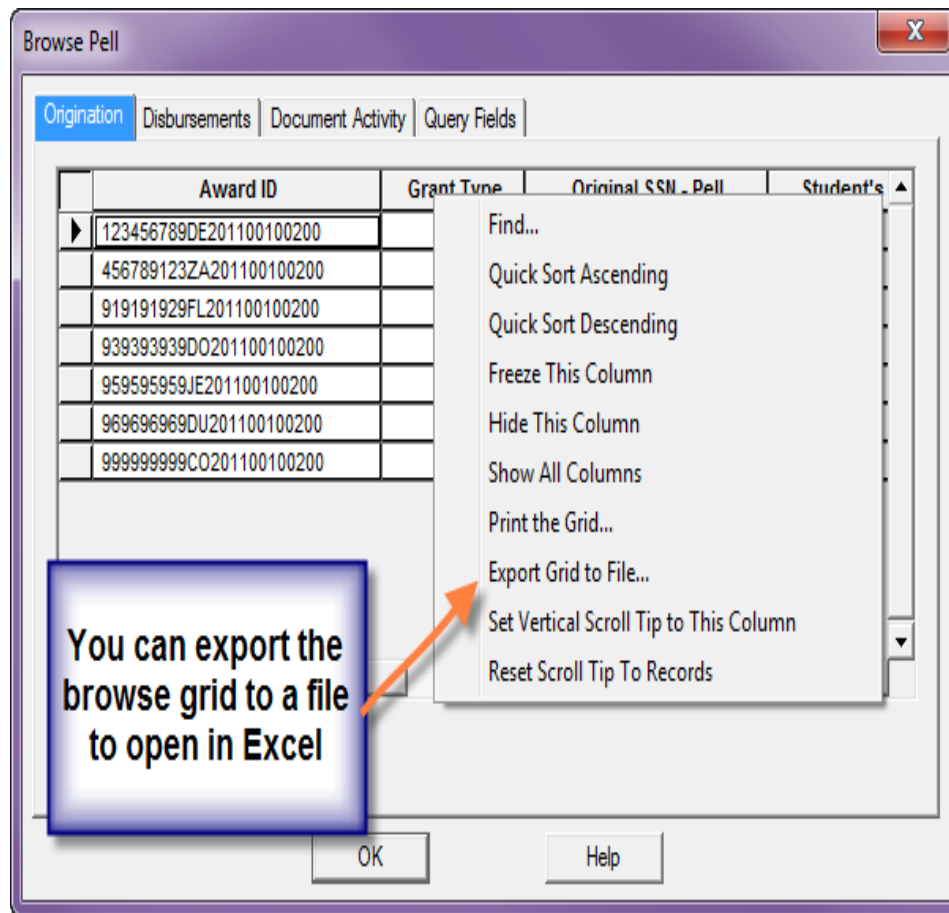 Browse Pell
X
Origination Disbursements Document Activity Query Fields
Award ID Grant Type Original SSN - Pell Student's
123456789DE201100100200
456789123ZA201100100200
919191929FL201100100200
939393939DO201100100200
959595959JE201100100200
969696969DU201100100200
999999999CO201100100200
Find...
Quick Sort Ascending
Quick Sort Descending
Freeze This Column
Hide This Column
Show All Columns
Print the Grid...
Export Grid to File...
Set Vertical Scroll Tip to This Column
Reset Scroll Tip To Records
You can export the
browse grid to a file
to open in Excel
OK Help